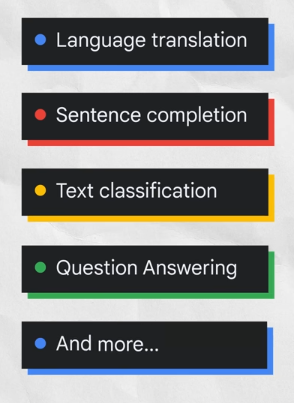 Language translation
Sentence completion
Text classification
Question Answering
And more...